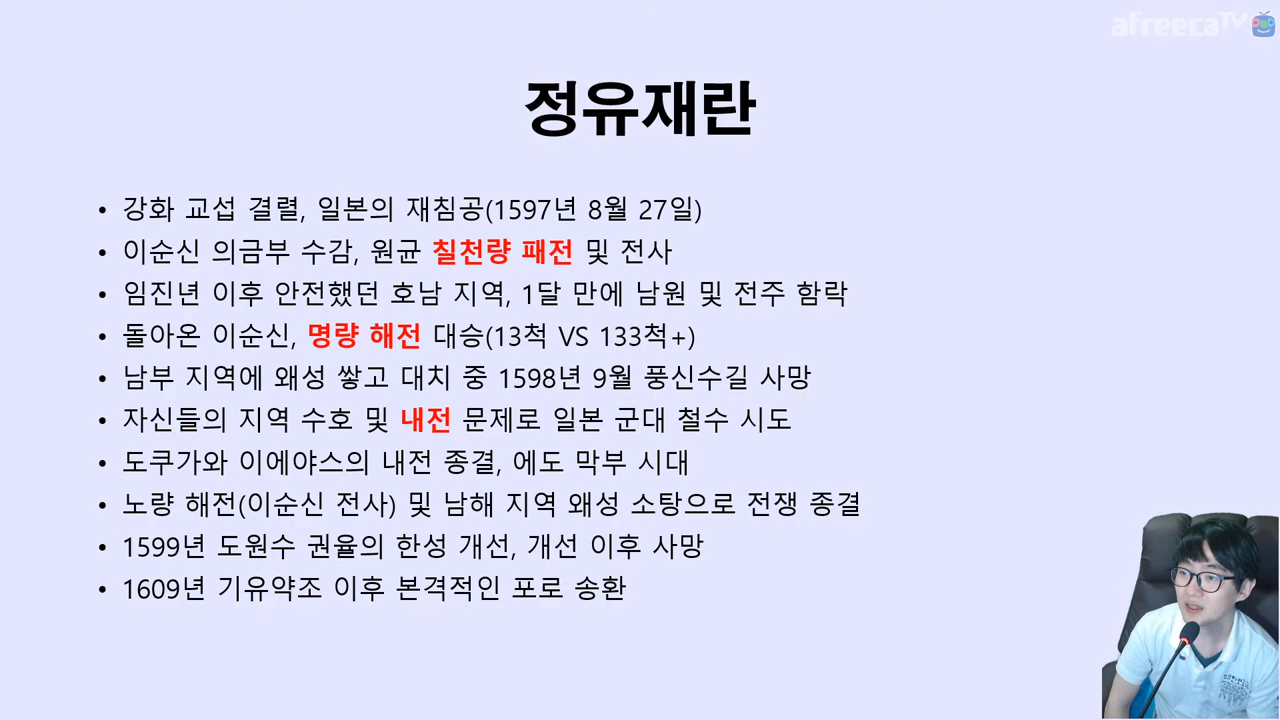 afreecaTV
정유재란
• 강화 교섭 결렬, 일본의 재침공(1597년 8월 27일)
• 이순신 의금부 수감, 원균 칠천량 패전 및 전사
• 임진년 이후 안전했던 호남 지역, 1달 만에 남원 및 전주 함락
• 돌아온 이순신, 명량 해전 대승(13척 VS 133척+)
• 남부 지역에 왜성 쌓고 대치 중 1598년 9월 풍신수길 사망
• 자신들의 지역 수호 및 내전 문제로 일본 군대 철수 시도
• 도쿠가와 이에야스의 내전 종결, 에도 막부 시대
• 노량 해전(이순신 전사) 및 남해 지역 왜성 소탕으로 전쟁 종결
• 1599년 도원수 권율의 한성 개선, 개선 이후 사망
• 1609년 기유약조 이후 본격적인 포로 송환